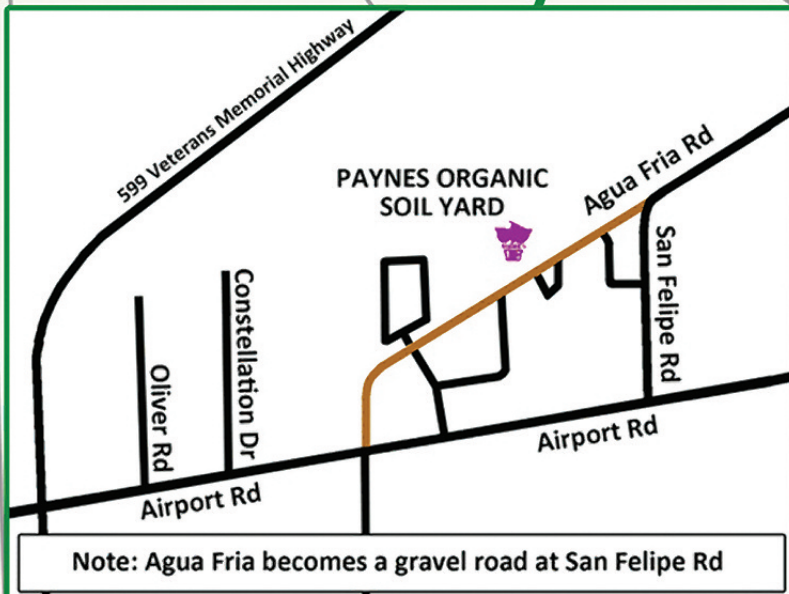 599 Veterans Memorial Highway
PAYNES ORGANIC
SOIL YARD
Agua Fria Rd
San Felipe Rd
Constellation Dr
Oliver Rd
Airport Rd
Airport Rd
Note: Agua Fria becomes a gravel road at San Felipe Rd